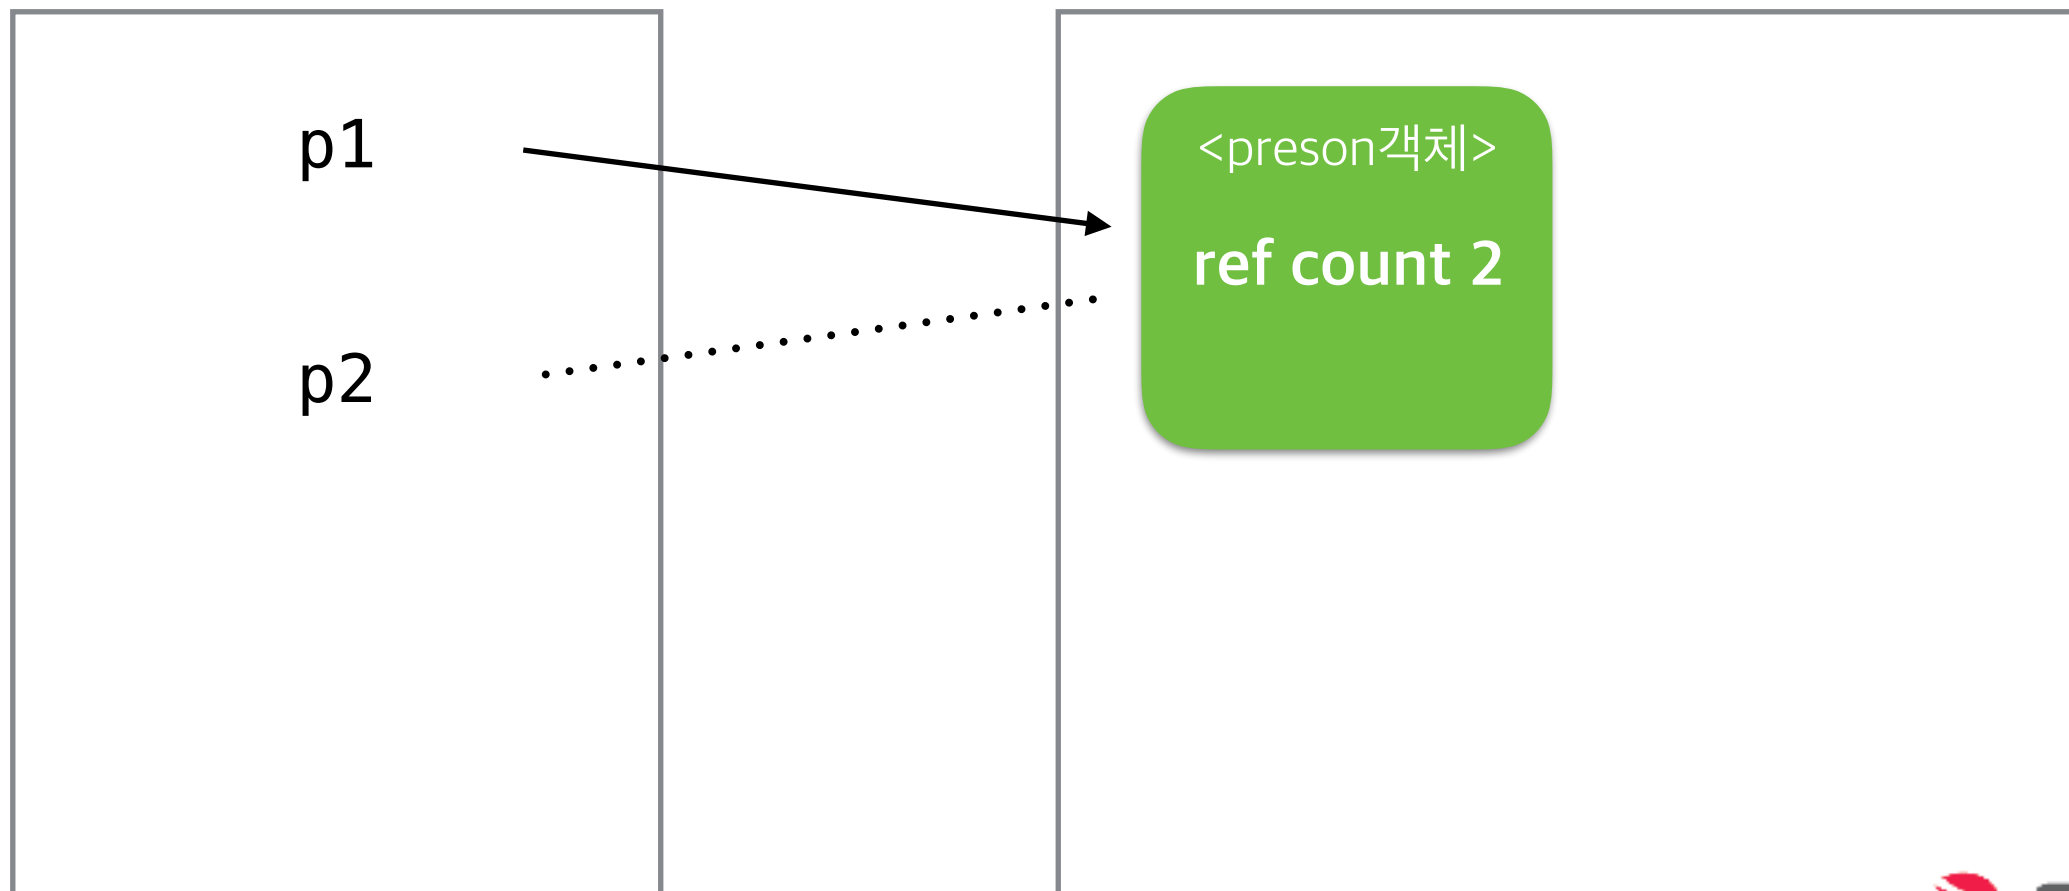 p1
<preson객체>
ref count 2
p2